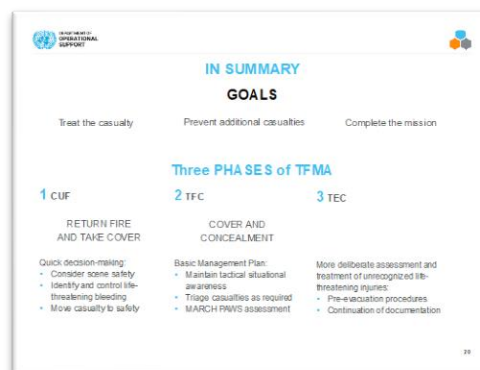 DEPARTMENT OF
OPERATIONAL
SUPPORT
IN SUMMARY
GOALS
Treat the casualty
Prevent additional casualties
Complete the mission
Three PHASES of TFMA
1 CUF
RETURN FIRE
AND TAKE COVER
Quick decision-making:
• Consider scene safety
• Identify and control life-
threatening bleeding
• Move casualty to safety
2 TFC
COVER AND
CONCEALMENT
Basic Management Plan:
• Maintain tactical situational
awareness
• Triage casualties as required
• MARCH PAWS assessment
3 TEC
More deliberate assessment and
treatment of unrecognized life-
threatening injuries:
• Pre-evacuation procedures
• Continuation of documentation